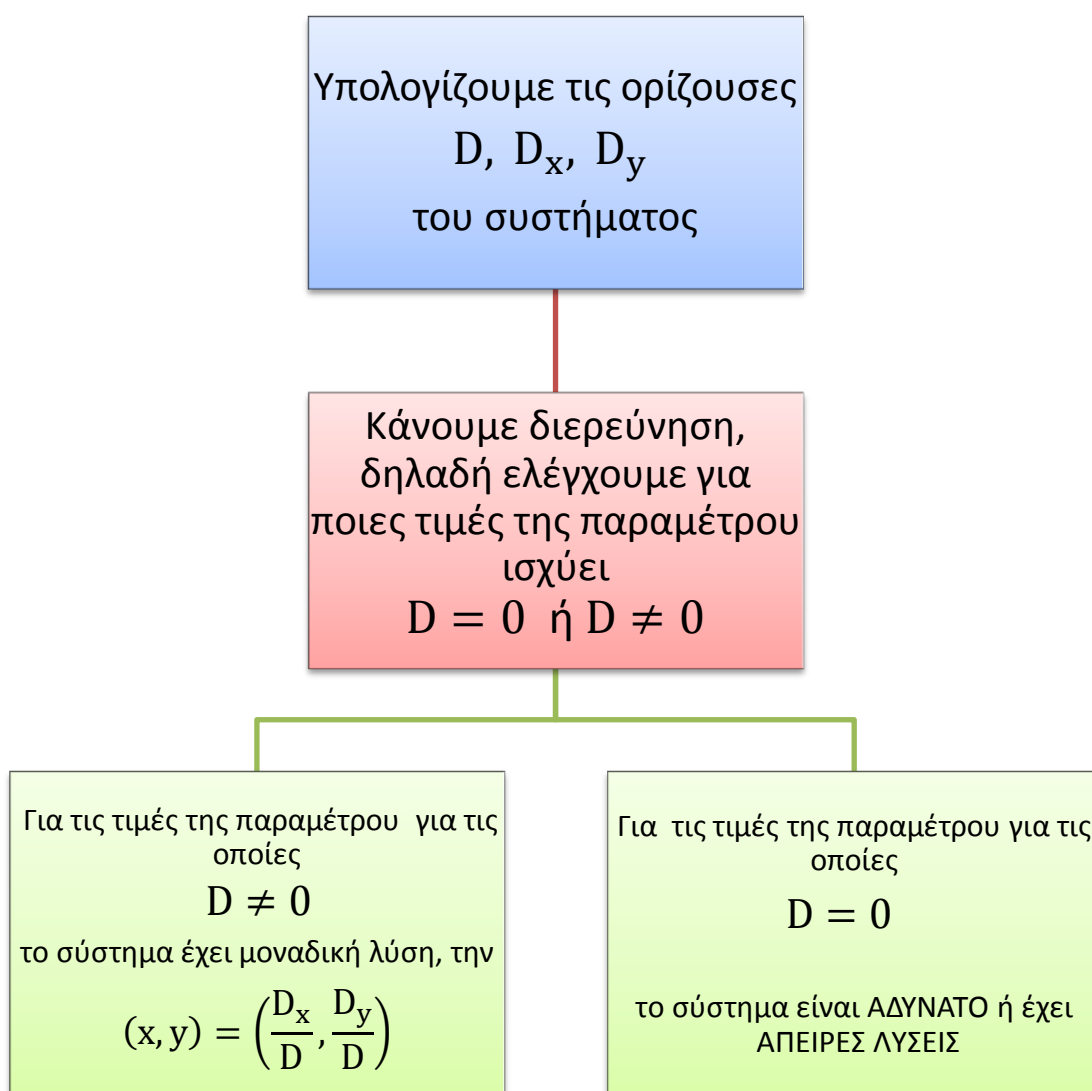 Υπολογίζουμε τις ορίζουσες
D, Dₓ, Dᵧ
του συστήματος
Κάνουμε διερεύνηση,
δηλαδή ελέγχουμε για
ποιες τιμές της παραμέτρου
ισχύει
D = 0 ή D ≠ 0
Για τις τιμές της παραμέτρου για τις
οποίες
D ≠ 0
το σύστημα έχει μοναδική λύση, την
(x, y) = (Dₓ/D, Dᵧ/D)
Για τις τιμές της παραμέτρου για τις
οποίες
D = 0
το σύστημα είναι ΑΔΥΝΑΤΟ ή έχει
ΑΠΕΙΡΕΣ ΛΥΣΕΙΣ